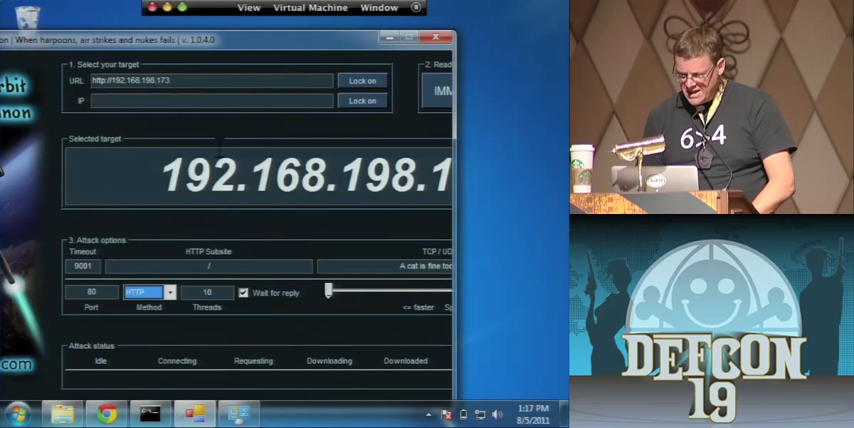 View Virtual Machine Window
on | When harpoons, air strikes and nukes fails | v. 1.0.4.0
rbit
anon
1. Select your target
URL http://192.168.198.173 Lock on
IP Lock on
2. Read
IMM
Selected target
192.168.198.1
3. Attack options
Timeout HTTP Subsite TCP / UD
9001 / A cat is fine too
80 HTTP 10 Wait for reply
Port Method Threads <= faster Sp
Attack status
Idle Connecting Requesting Downloading Downloaded
.com
1:17 PM
8/5/2011
6>4
DEFCON
19